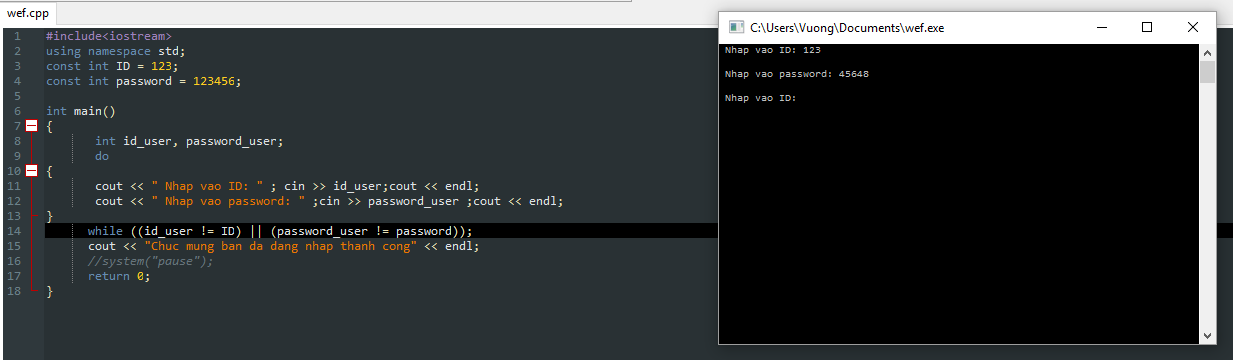 wef.cpp
1 #include<iostream>
2 using namespace std;
3 const int ID = 123;
4 const int password = 123456;
5
6 int main()
7 {
8 int id_user, password_user;
9 do
10 {
11 cout << " Nhap vao ID: " ; cin >> id_user;cout << endl;
12 cout << " Nhap vao password: " ;cin >> password_user ;cout << endl;
13 }
14 while ((id_user != ID) || (password_user != password));
15 cout << "Chuc mung ban da dang nhap thanh cong" << endl;
16 //system("pause");
17 return 0;
18 }
C:\Users\Vuong\Documents\wef.exe
Nhap vao ID: 123
Nhap vao password: 45648
Nhap vao ID: